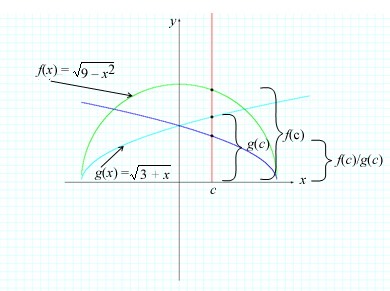 y
f(x) = √9 – x²
f(c)
g(c)
f(c)/g(c)
g(x) = √3 + x
x
c